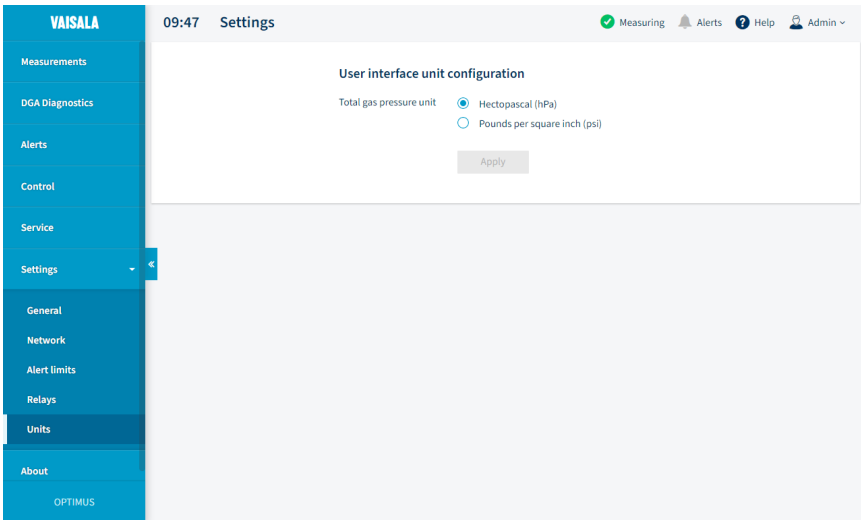 VAISALA
09:47 Settings
Measuring Alerts Help Admin
Measurements
DGA Diagnostics
Alerts
Control
Service
Settings
General
Network
Alert limits
Relays
Units
About
OPTIMUS
User interface unit configuration
Total gas pressure unit
Hectopascal (hPa)
Pounds per square inch (psi)
Apply